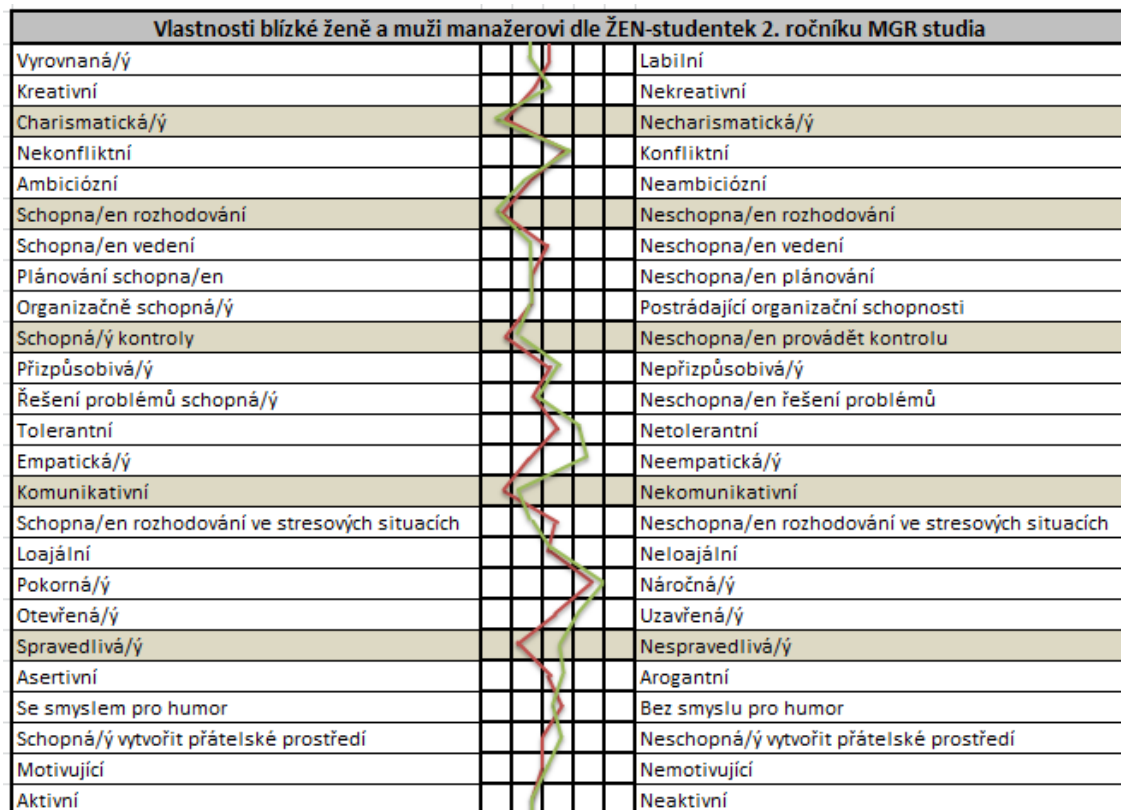 Vlastnosti blízké ženě a muži manažerovi dle ŽEN-studentek 2. ročníku MGR studia
Vyrovnaná/ý Labilní
Kreativní Nekreativní
Charismatická/ý Necharismatická/ý
Nekonfliktní Konfliktní
Ambiciózní Neambiciózní
Schopna/en rozhodování Neschopna/en rozhodování
Schopna/en vedení Neschopna/en vedení
Plánování schopna/en Neschopna/en plánování
Organizačně schopná/ý Postrádající organizační schopnosti
Schopná/ý kontroly Neschopna/en provádět kontrolu
Přizpůsobivá/ý Nepřizpůsobivá/ý
Řešení problémů schopná/ý Neschopna/en řešení problémů
Tolerantní Netolerantní
Empatická/ý Neempatická/ý
Komunikativní Nekomunikativní
Schopna/en rozhodování ve stresových situacích Neschopna/en rozhodování ve stresových situacích
Loajální Neloajální
Pokorná/ý Náročná/ý
Otevřená/ý Uzavřená/ý
Spravedlivá/ý Nespravedlivá/ý
Asertivní Arogantní
Se smyslem pro humor Bez smyslu pro humor
Schopná/ý vytvořit přátelské prostředí Neschopná/ý vytvořit přátelské prostředí
Motivující Nemotivující
Aktivní Neaktivní